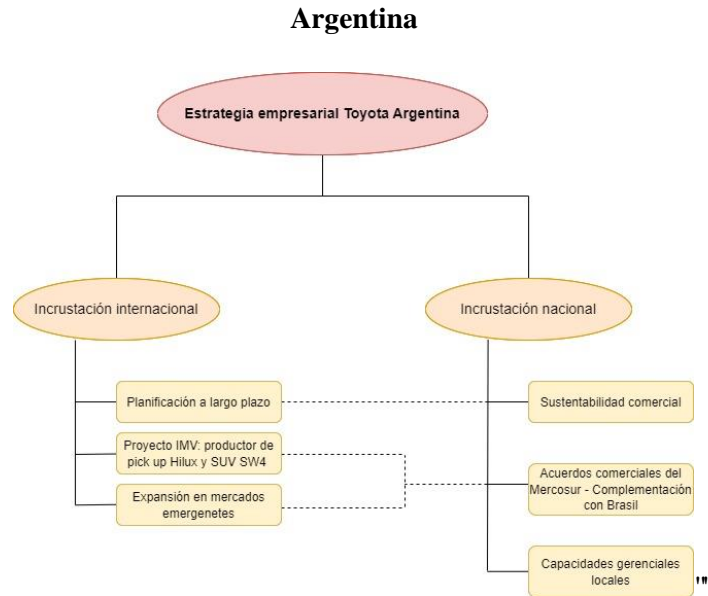 Argentina
Estrategia empresarial Toyota Argentina
Incrustación internacional
Incrustación nacional
Planificación a largo plazo
Proyecto IMV: productor de
pick up Hilux y SUV SW4
Expansión en mercados
emergenetes
Sustentabilidad comercial
Acuerdos comerciales del
Mercosur - Complementación
con Brasil
Capacidades gerenciales
locales
'"